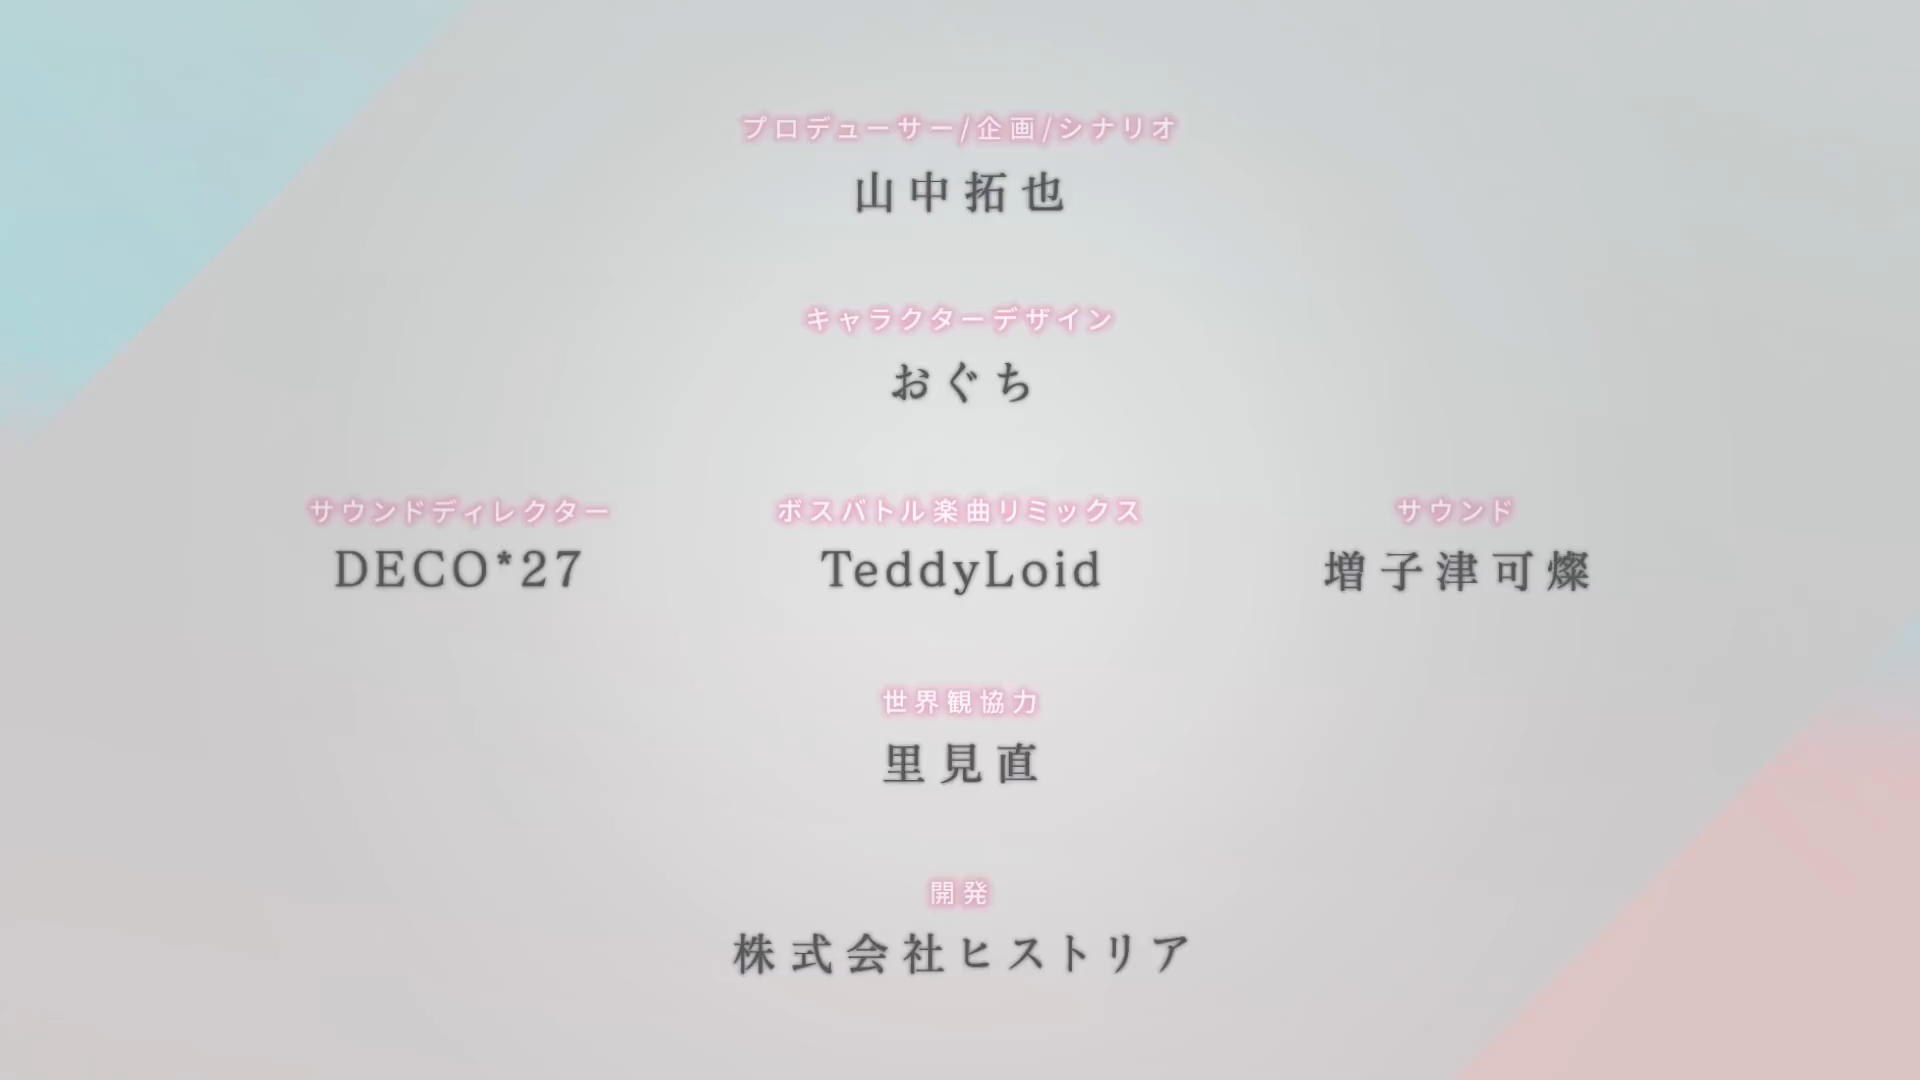 プロデューサー/企画/シナリオ
山中拓也
キャラクターデザイン
おぐち
サウンドディレクター
DECO*27
ボスバトル楽曲リミックス
TeddyLoid
サウンド
増子津可燦
世界観協力
里見直
開発
株式会社ヒストリア